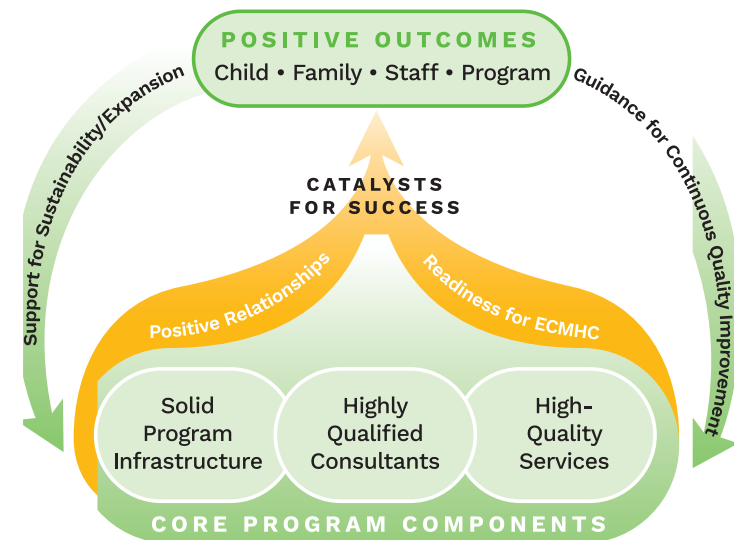 POSITIVE OUTCOMES
Child • Family • Staff • Program
Support for Sustainability/Expansion
Guidance for Continuous Quality Improvement
CATALYSTS
FOR SUCCESS
Positive Relationships
Readiness for ECMHC
Solid
Program
Infrastructure
Highly
Qualified
Consultants
High-
Quality
Services
CORE PROGRAM COMPONENTS